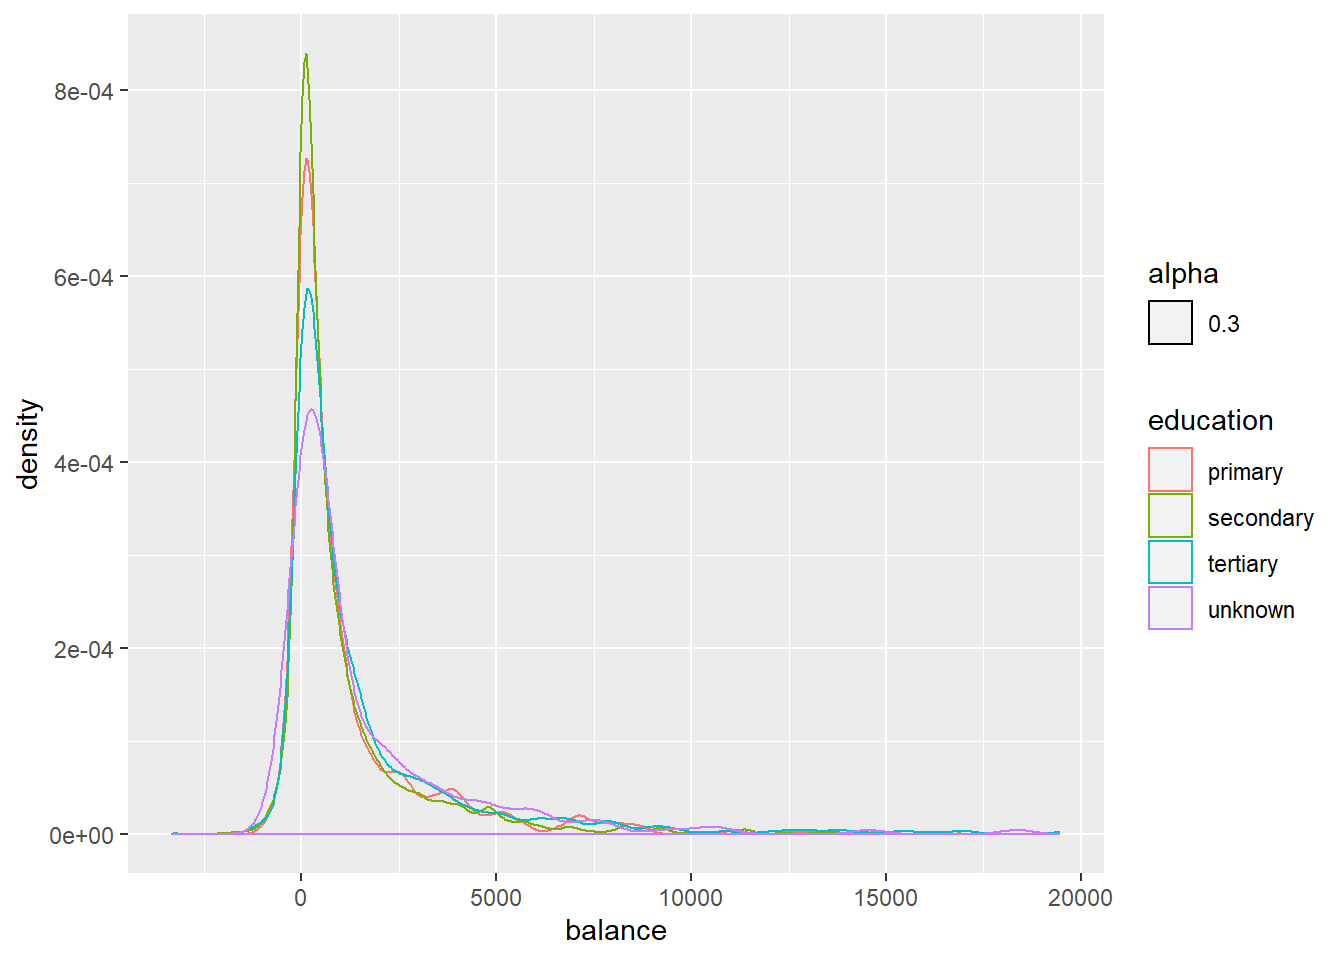 8e-04
6e-04
4e-04
2e-04
0e+00
density
0
5000
10000
15000
20000
balance
alpha
0.3
education
primary
secondary
tertiary
unknown